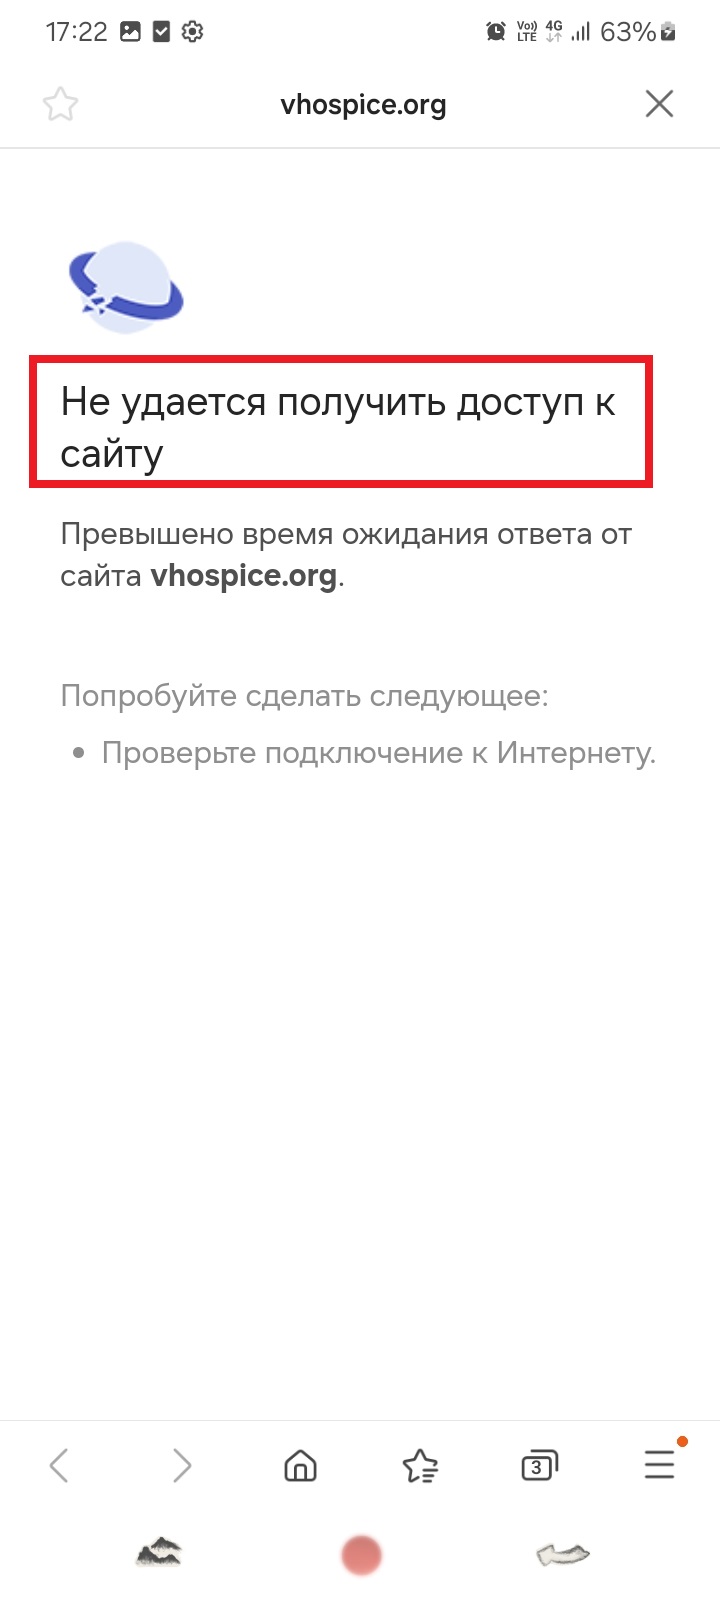 17:22 Vo)) LTE 4G 63%
vhospice.org
Не удается получить доступ к
сайту
Превышено время ожидания ответа от
сайта vhospice.org.
Попробуйте сделать следующее:
• Проверьте подключение к Интернету.
3